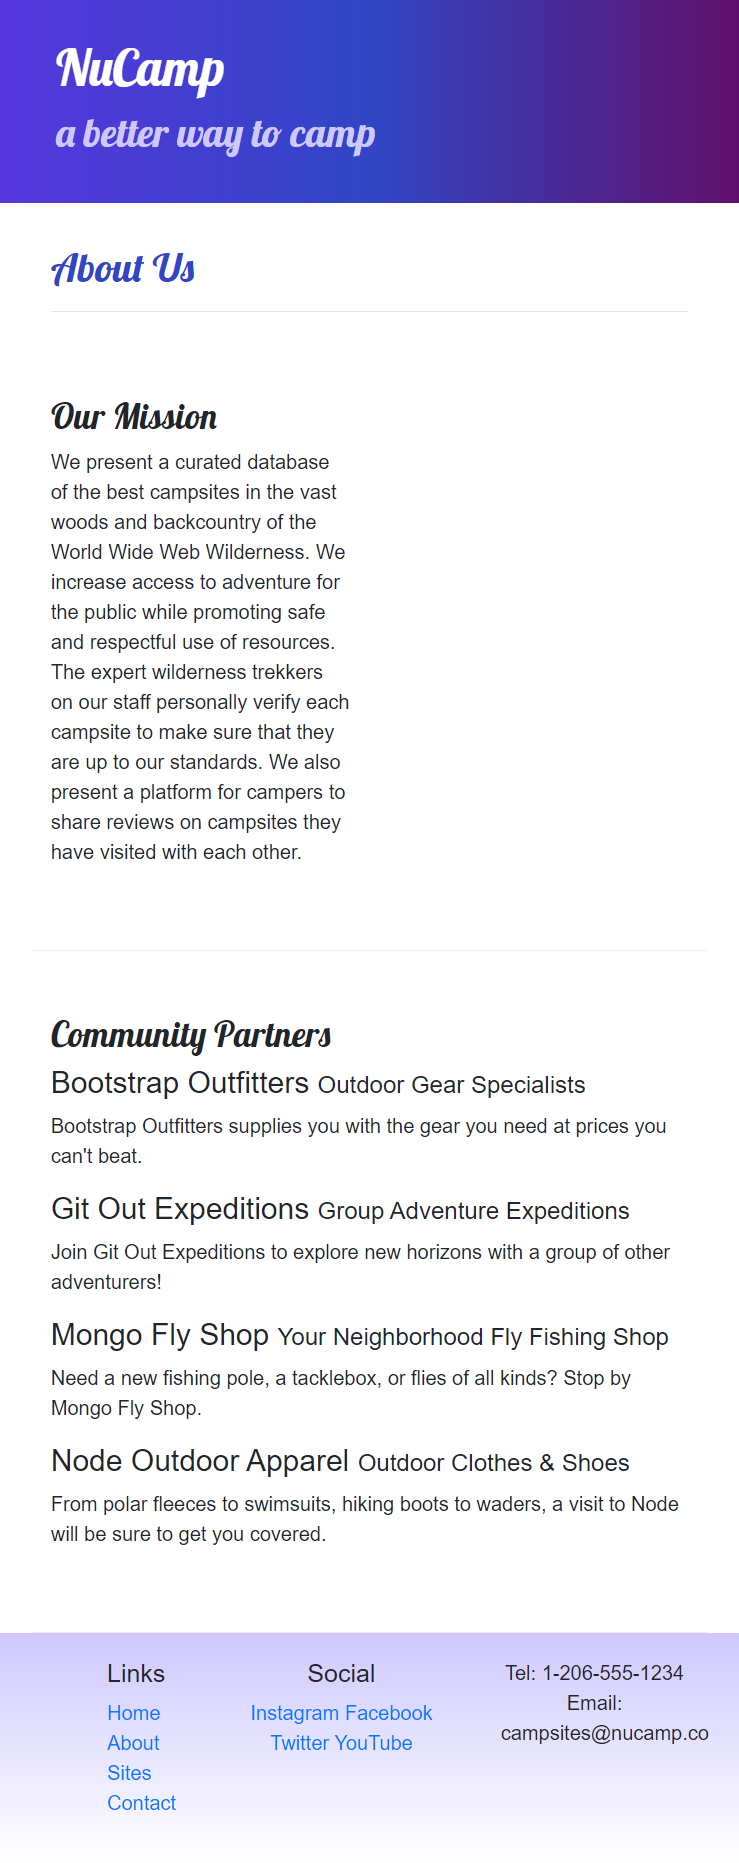 NuCamp
a better way to camp
About Us
Our Mission
We present a curated database
of the best campsites in the vast
woods and backcountry of the
World Wide Web Wilderness. We
increase access to adventure for
the public while promoting safe
and respectful use of resources.
The expert wilderness trekkers
on our staff personally verify each
campsite to make sure that they
are up to our standards. We also
present a platform for campers to
share reviews on campsites they
have visited with each other.
Community Partners
Bootstrap Outfitters Outdoor Gear Specialists
Bootstrap Outfitters supplies you with the gear you need at prices you
can't beat.
Git Out Expeditions Group Adventure Expeditions
Join Git Out Expeditions to explore new horizons with a group of other
adventurers!
Mongo Fly Shop Your Neighborhood Fly Fishing Shop
Need a new fishing pole, a tacklebox, or flies of all kinds? Stop by
Mongo Fly Shop.
Node Outdoor Apparel Outdoor Clothes & Shoes
From polar fleeces to swimsuits, hiking boots to waders, a visit to Node
will be sure to get you covered.
Links
Home
About
Sites
Contact
Social
Instagram Facebook
Twitter YouTube
Tel: 1-206-555-1234
Email:
campsites@nucamp.co